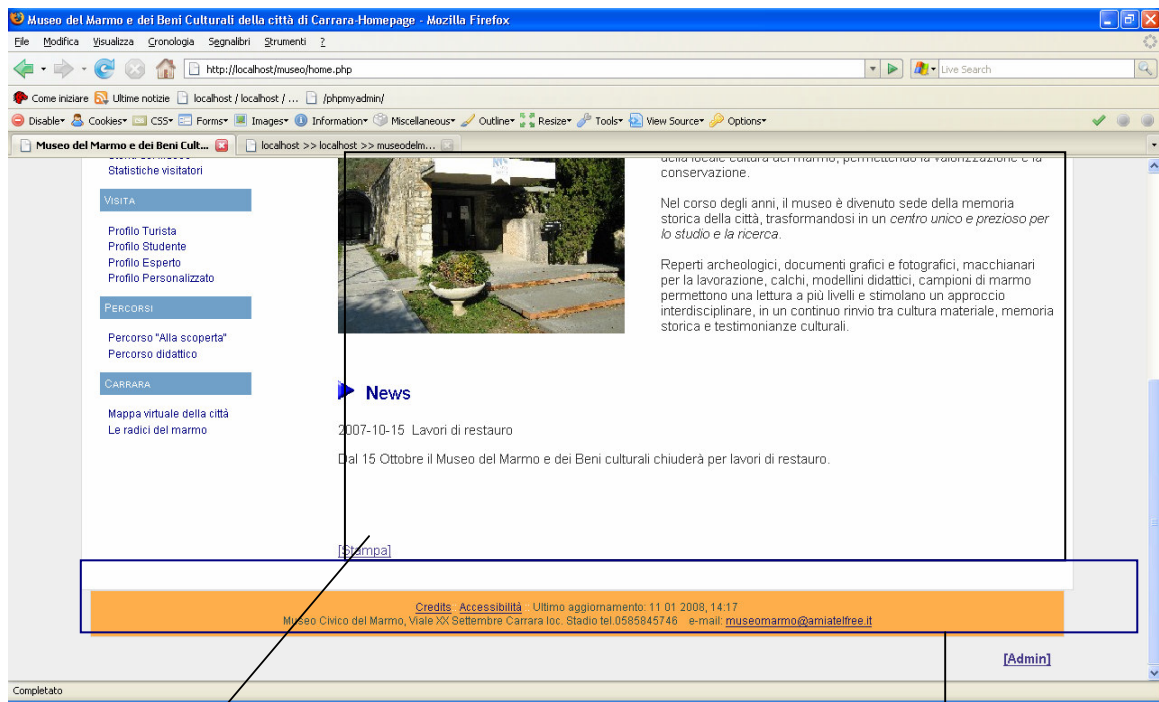 Museo del Marmo e dei Beni Culturali della città di Carrara-Homepage - Mozilla Firefox
File Modifica Visualizza Cronologia Segnalibri Strumenti ?
http://localhost/museo/home.php
Live Search
Come iniziare Ultime notizie localhost / localhost / ... /phpmyadmin/
Disable Cookies CSS Forms Images Information Miscellaneous Outline Resize Tools View Source Options
Museo del Marmo e dei Beni Cult... localhost >> localhost >> museodelm...
Statistiche visitatori
VISITA
Profilo Turista
Profilo Studente
Profilo Esperto
Profilo Personalizzato
PERCORSI
Percorso "Alla scoperta"
Percorso didattico
CARRARA
Mappa virtuale della città
Le radici del marmo
della locale cultura del marmo, permettendo la valorizzazione e la
conservazione.
Nel corso degli anni, il museo è divenuto sede della memoria
storica della città, trasformandosi in un centro unico e prezioso per
lo studio e la ricerca.
Reperti archeologici, documenti grafici e fotografici, macchianari
per la lavorazione, calchi, modellini didattici, campioni di marmo
permettono una lettura a più livelli e stimolano un approccio
interdisciplinare, in un continuo rinvio tra cultura materiale, memoria
storica e testimonianze culturali.
News
2007-10-15 Lavori di restauro
Dal 15 Ottobre il Museo del Marmo e dei Beni culturali chiuderà per lavori di restauro.
[Stampa]
Credits Accessibilità Ultimo aggiornamento: 11 01 2008, 14:17
Museo Civico del Marmo, Viale XX Settembre Carrara loc. Stadio tel.0585845746 e-mail: museomarmo@amiatelfree.it
[Admin]
Completato